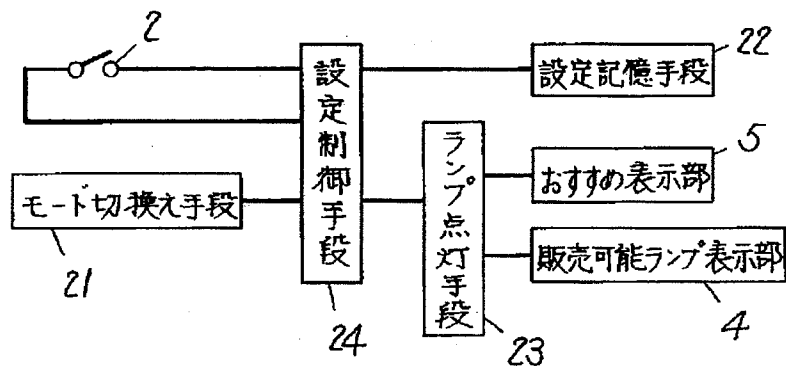 2
設定制御手段
24
モード切換え手段
21
設定記憶手段
22
ランプ点灯手段
23
おすすめ表示部
5
販売可能ランプ表示部
4